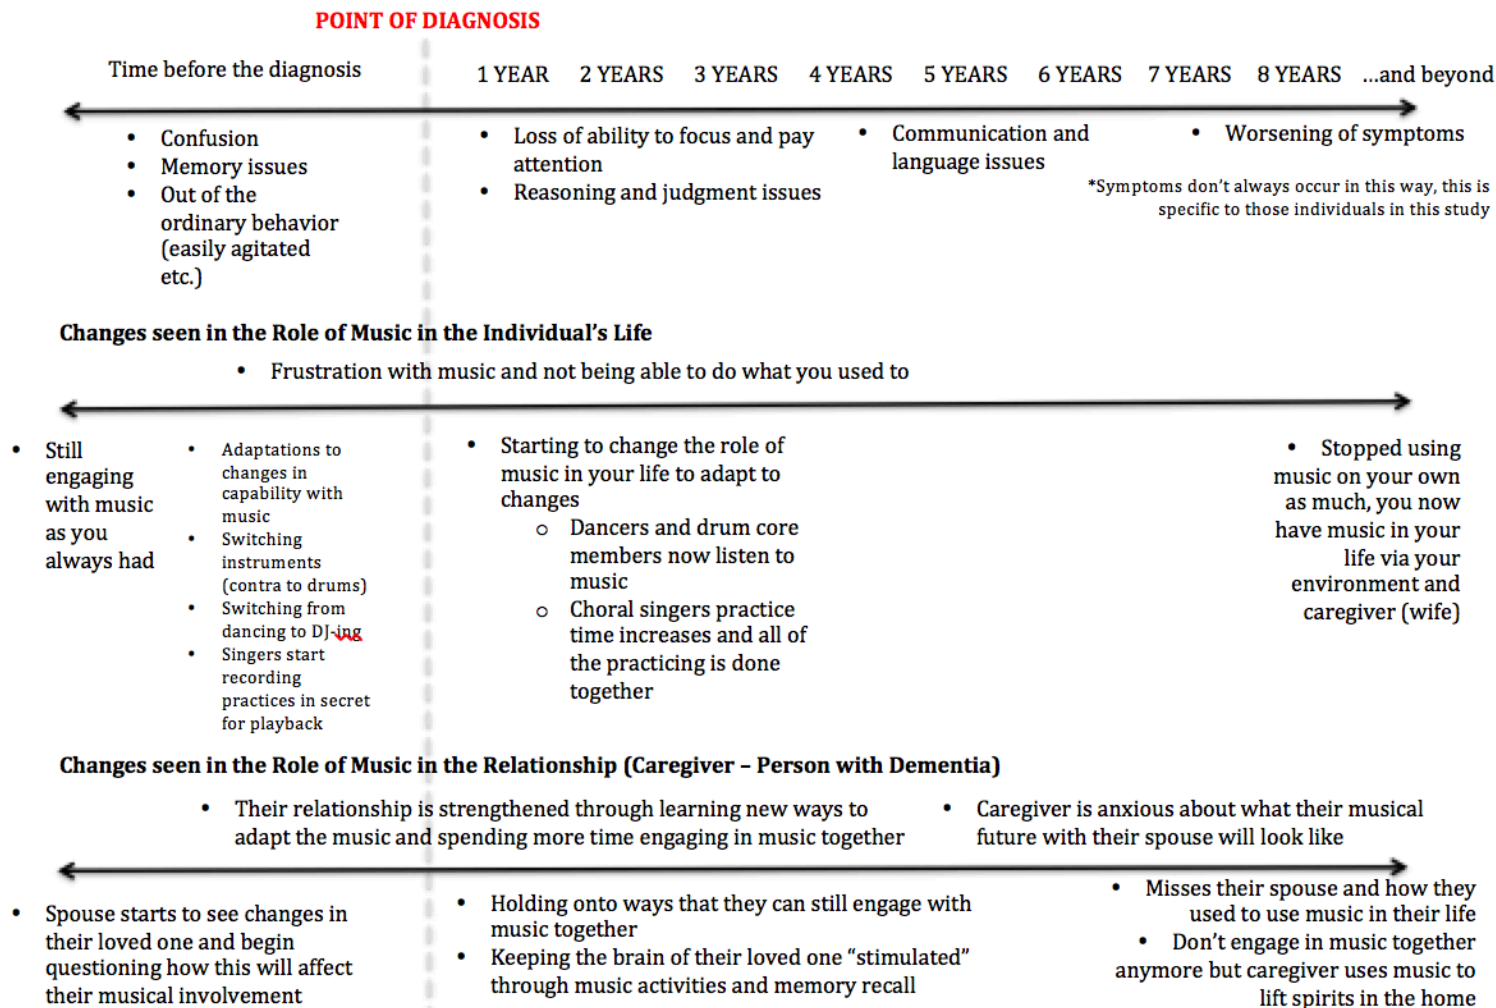 POINT OF DIAGNOSIS
Time before the diagnosis
1 YEAR 2 YEARS 3 YEARS 4 YEARS 5 YEARS 6 YEARS 7 YEARS 8 YEARS ...and beyond
• Confusion
• Memory issues
• Out of the
ordinary behavior
(easily agitated
etc.)
• Loss of ability to focus and pay
attention
• Reasoning and judgment issues
• Communication and
language issues
• Worsening of symptoms
*Symptoms don't always occur in this way, this is
specific to those individuals in this study
Changes seen in the Role of Music in the Individual's Life
• Frustration with music and not being able to do what you used to
• Still
engaging
with music
as you
always had
• Adaptations to
changes in
capability with
music
• Switching
instruments
(contra to drums)
• Switching from
dancing to DJ-ing
• Singers start
recording
practices in secret
for playback
• Starting to change the role of
music in your life to adapt to
changes
o Dancers and drum core
members now listen to
music
o Choral singers practice
time increases and all of
the practicing is done
together
• Stopped using
music on your own
as much, you now
have music in your
life via your
environment and
caregiver (wife)
Changes seen in the Role of Music in the Relationship (Caregiver – Person with Dementia)
• Their relationship is strengthened through learning new ways to
adapt the music and spending more time engaging in music together
• Caregiver is anxious about what their musical
future with their spouse will look like
• Spouse starts to see changes in
their loved one and begin
questioning how this will affect
their musical involvement
• Holding onto ways that they can still engage with
music together
• Keeping the brain of their loved one "stimulated"
through music activities and memory recall
• Misses their spouse and how they
used to use music in their life
• Don't engage in music together
anymore but caregiver uses music to
lift spirits in the home